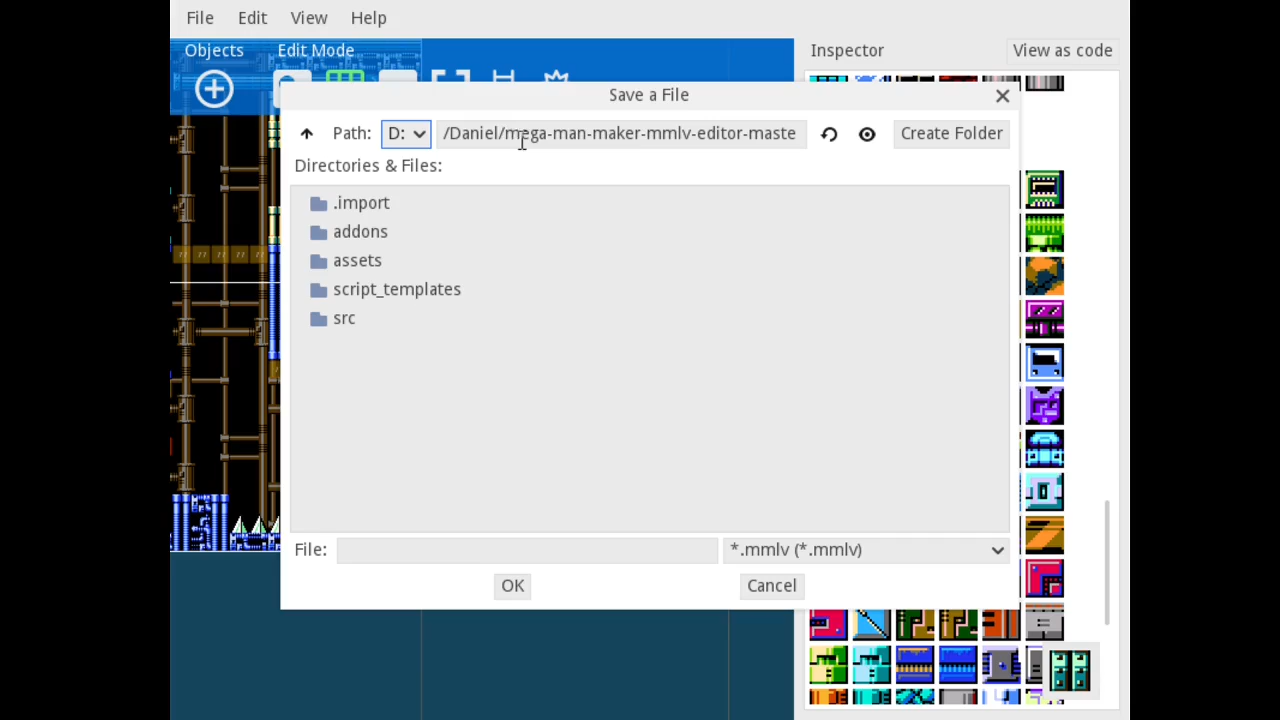 File Edit View Help
Objects Edit Mode Inspector View as code
Save a File
Path: D: /Daniel/mega-man-maker-mmlv-editor-maste Create Folder
Directories & Files:
.import
addons
assets
script_templates
src
File: *.mmlv (*.mmlv)
OK Cancel